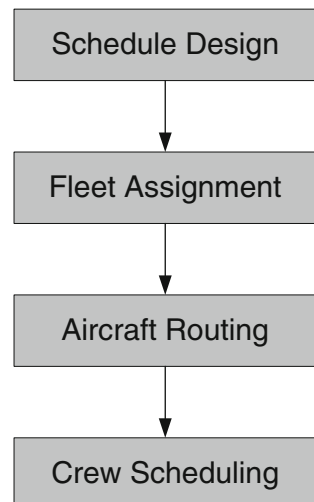 Schedule Design
Fleet Assignment
Aircraft Routing
Crew Scheduling